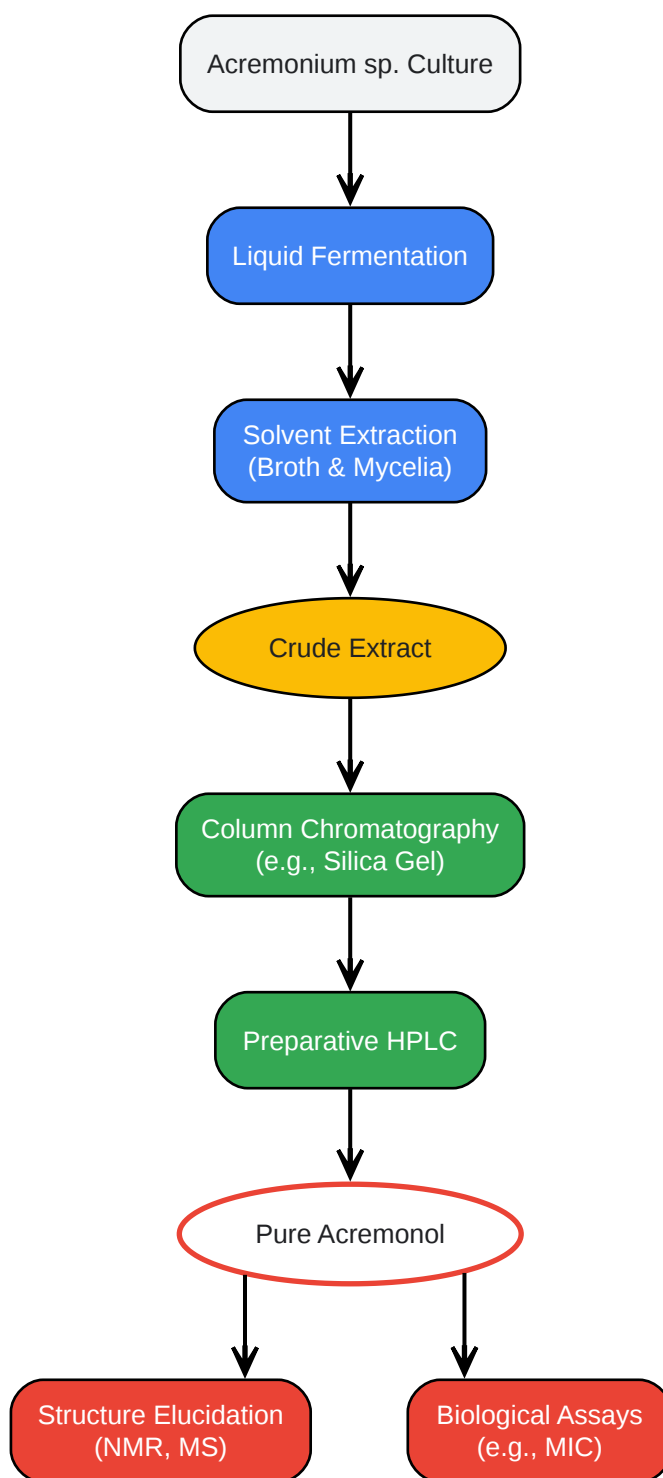 Acremonium sp. Culture
Liquid Fermentation
Solvent Extraction
(Broth & Mycelia)
Crude Extract
Column Chromatography
(e.g., Silica Gel)
Preparative HPLC
Pure Acremonol
Structure Elucidation
(NMR, MS)
Biological Assays
(e.g., MIC)